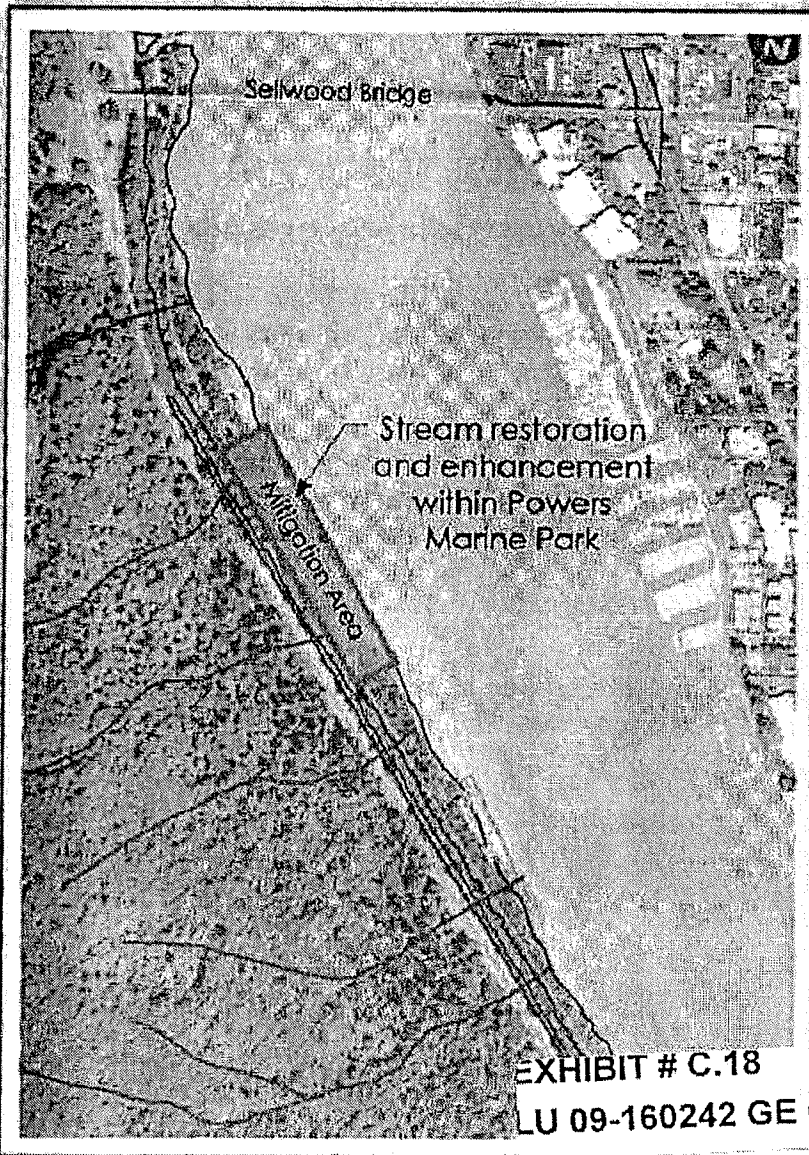 N
Sellwood Bridge
Stream restoration
and enhancement
within Powers
Marine Park
Mitigation Area
EXHIBIT # C.18
LU 09-160242 GE